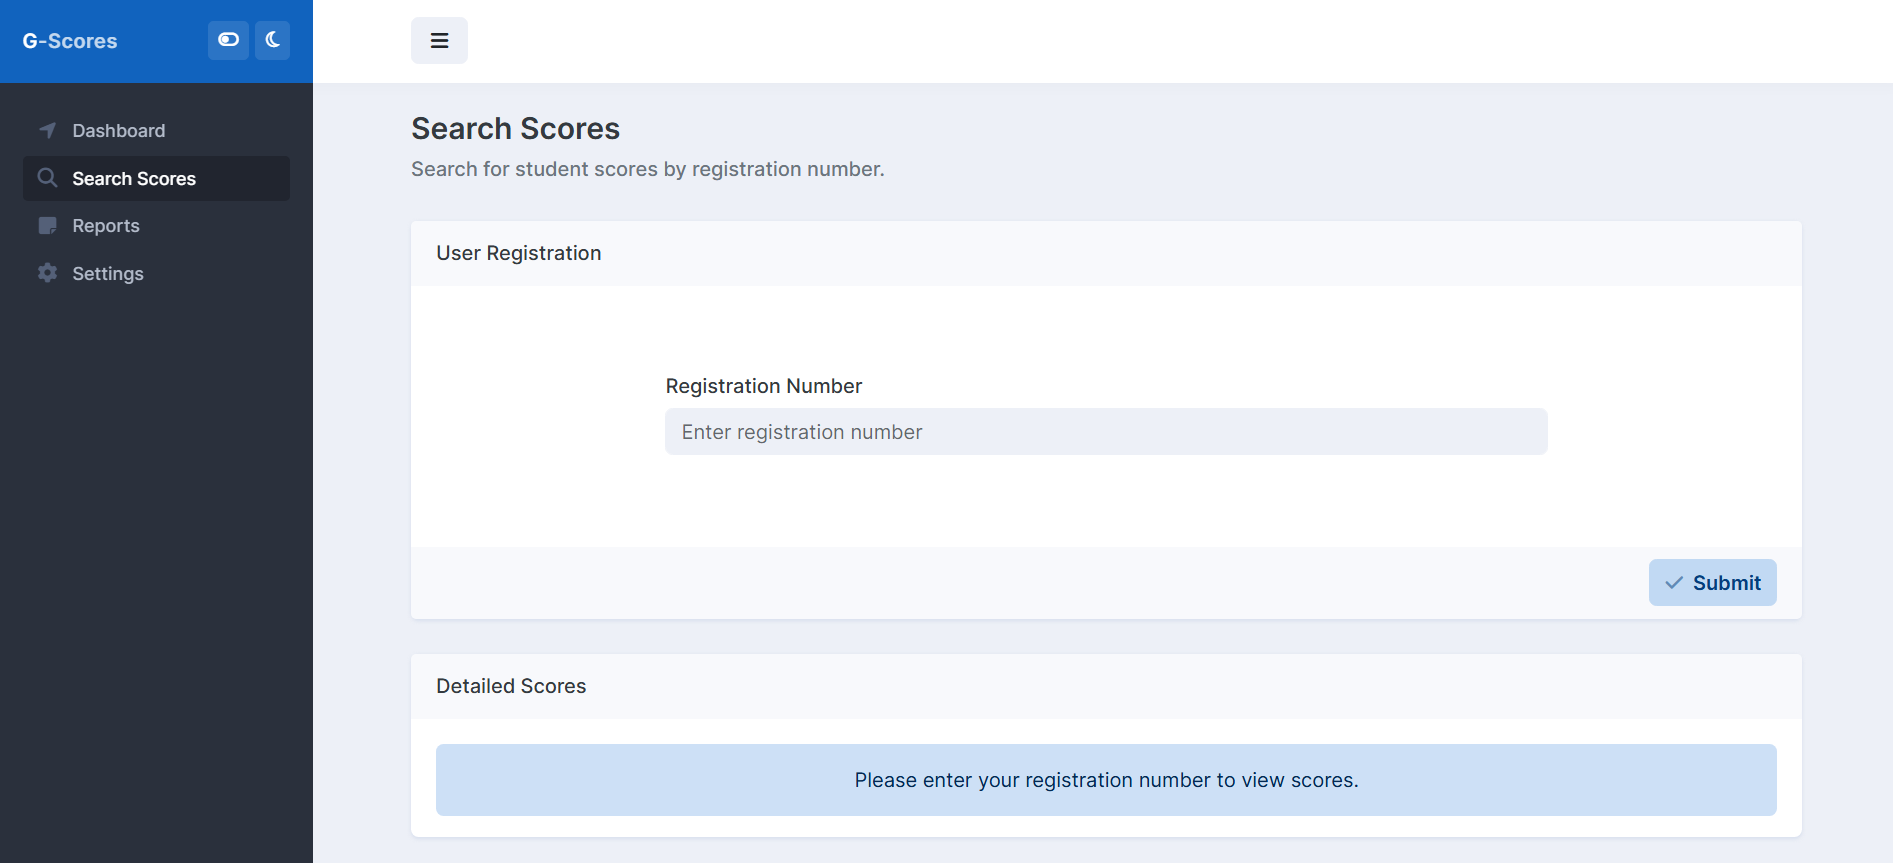 G-Scores
Dashboard
Search Scores
Reports
Settings
Search Scores
Search for student scores by registration number.
User Registration
Registration Number
Enter registration number
Submit
Detailed Scores
Please enter your registration number to view scores.